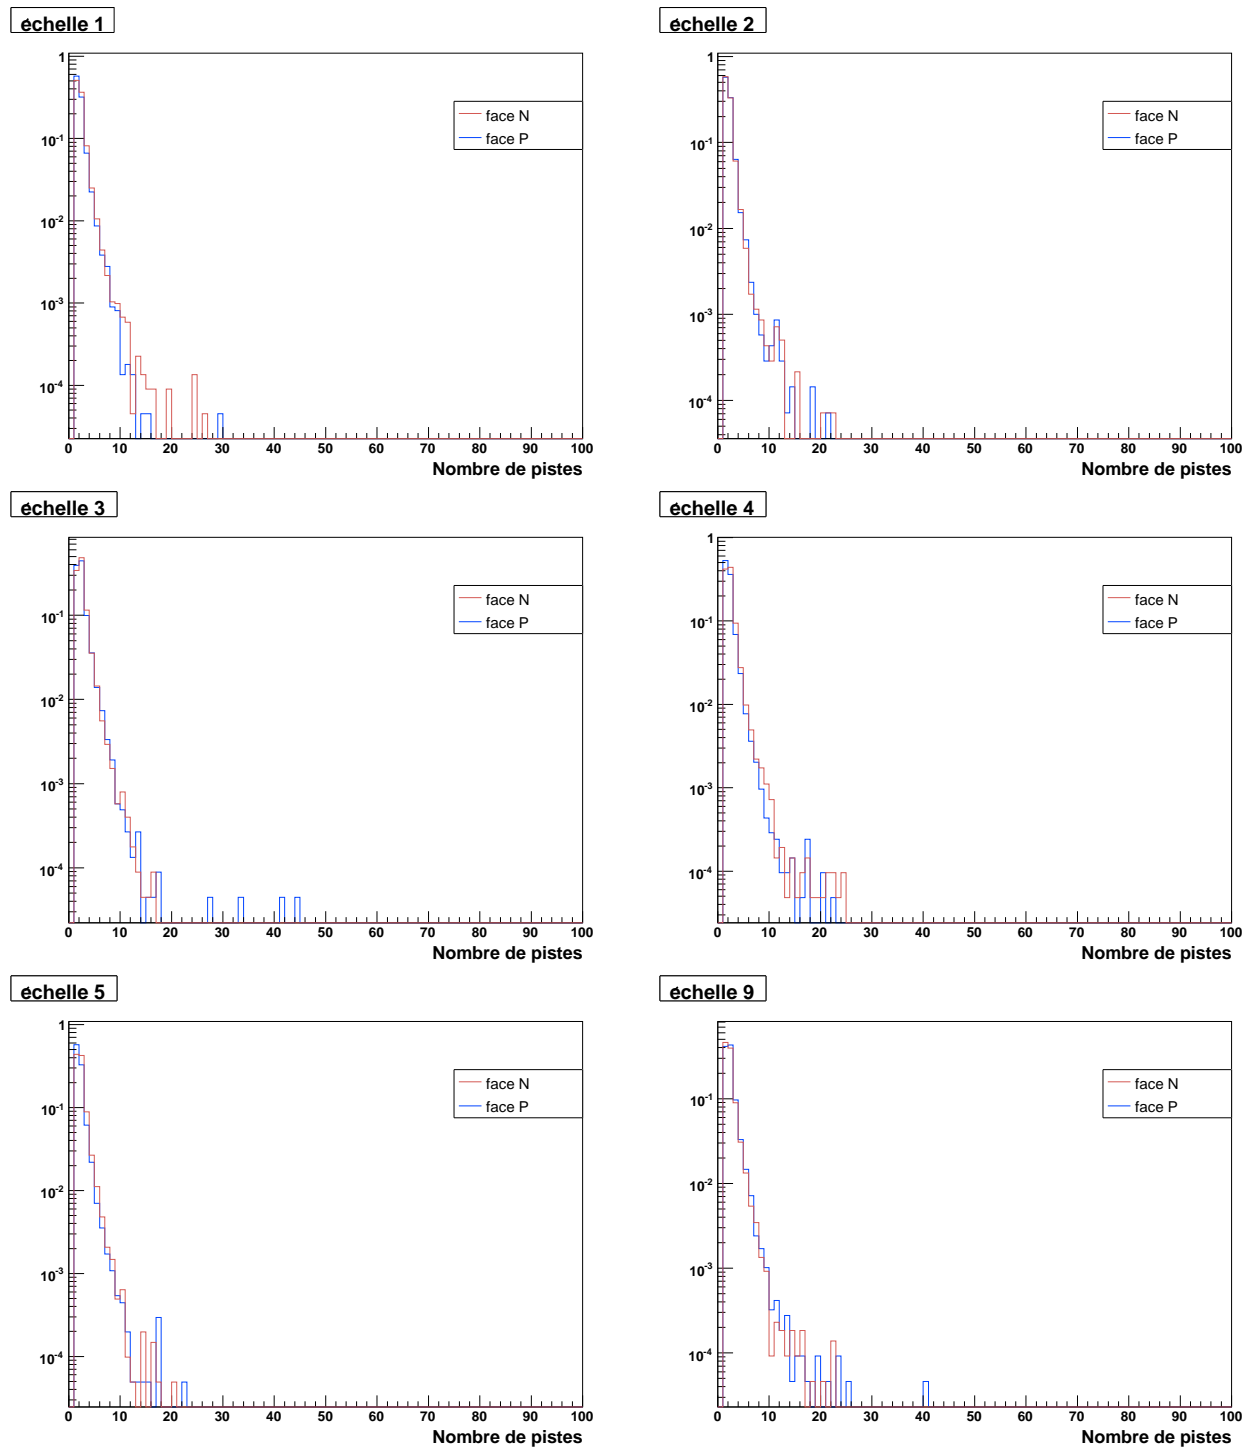 échelle 1
1
10-1
10-2
10-3
10-4
face N
face P
0 10 20 30 40 50 60 70 80 90 100
Nombre de pistes
échelle 2
1
10-1
10-2
10-3
10-4
face N
face P
0 10 20 30 40 50 60 70 80 90 100
Nombre de pistes
échelle 3
10-1
10-2
10-3
10-4
face N
face P
0 10 20 30 40 50 60 70 80 90 100
Nombre de pistes
échelle 4
1
10-1
10-2
10-3
10-4
face N
face P
0 10 20 30 40 50 60 70 80 90 100
Nombre de pistes
échelle 5
1
10-1
10-2
10-3
10-4
face N
face P
0 10 20 30 40 50 60 70 80 90 100
Nombre de pistes
échelle 9
10-1
10-2
10-3
10-4
face N
face P
0 10 20 30 40 50 60 70 80 90 100
Nombre de pistes